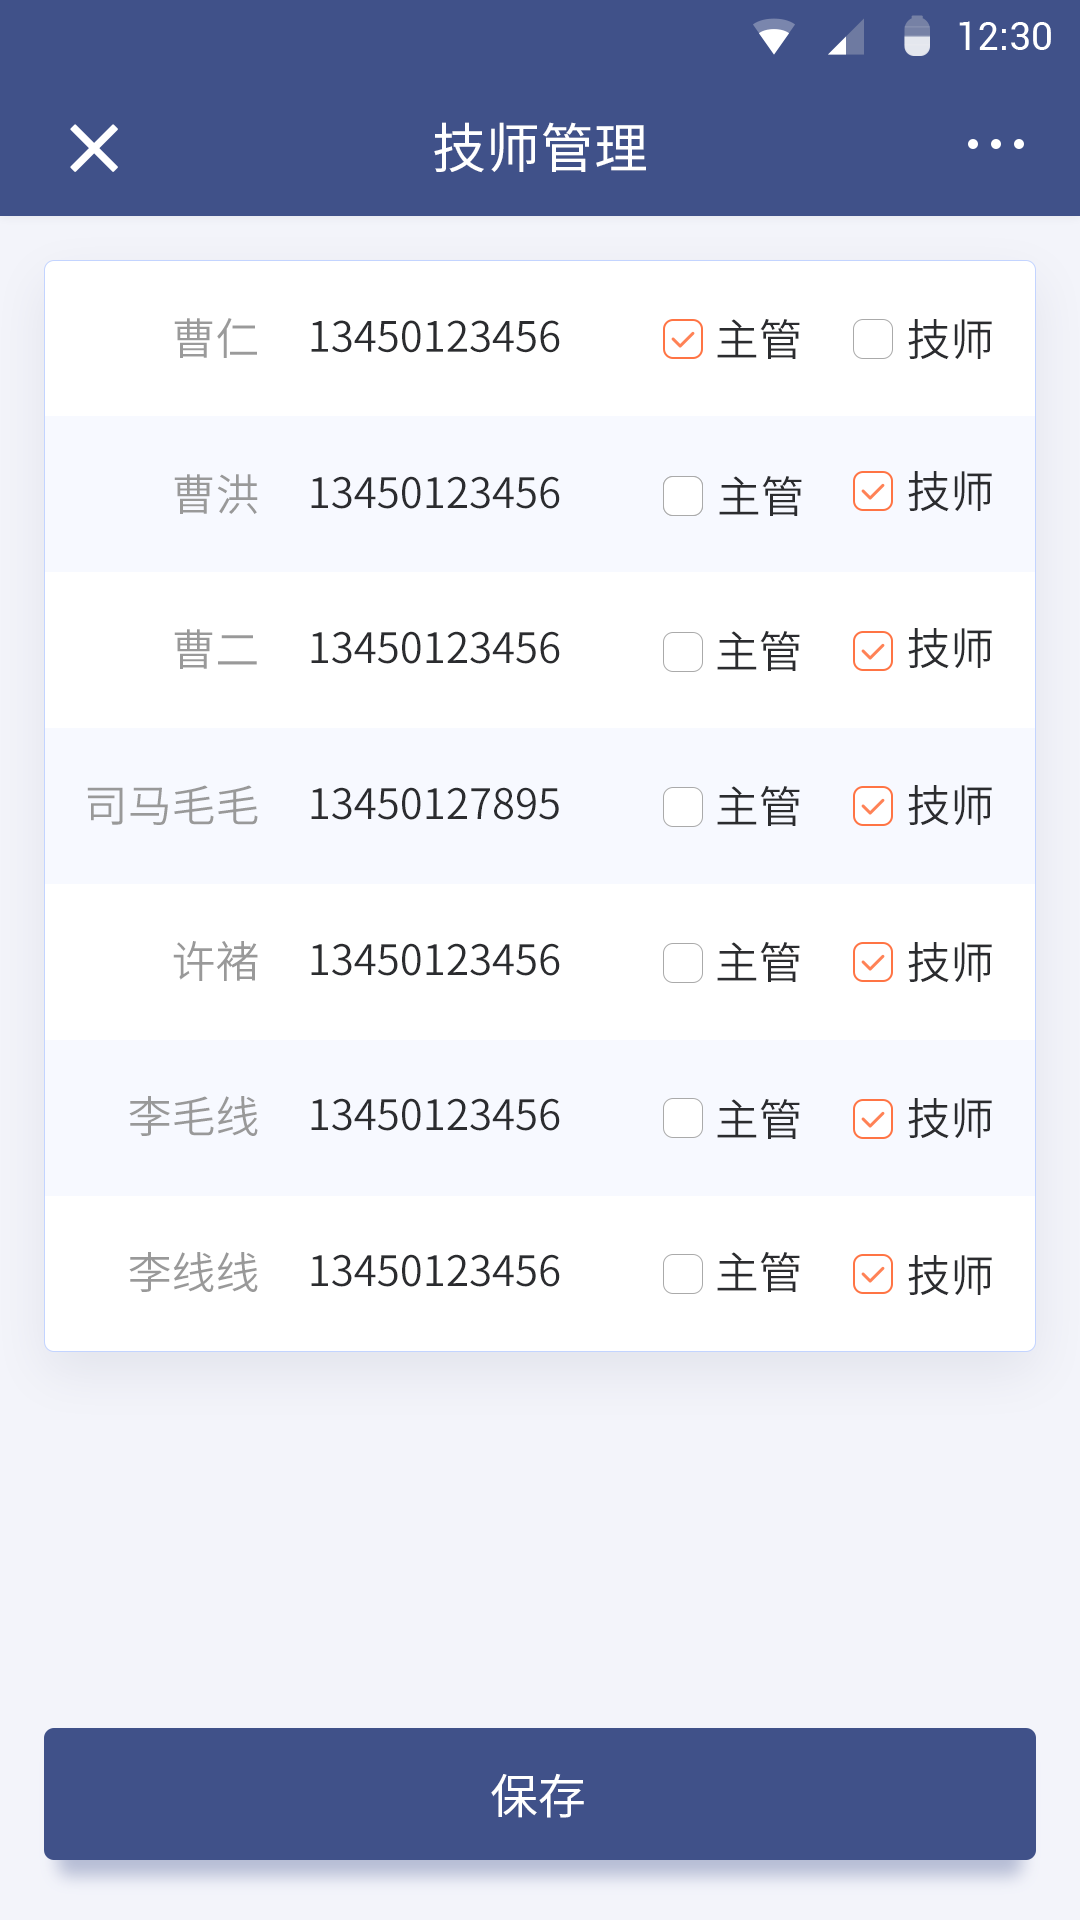 12:30
技师管理
曹仁 13450123456 主管 技师
曹洪 13450123456 主管 技师
曹二 13450123456 主管 技师
司马毛毛 13450127895 主管 技师
许褚 13450123456 主管 技师
李毛线 13450123456 主管 技师
李线线 13450123456 主管 技师
保存